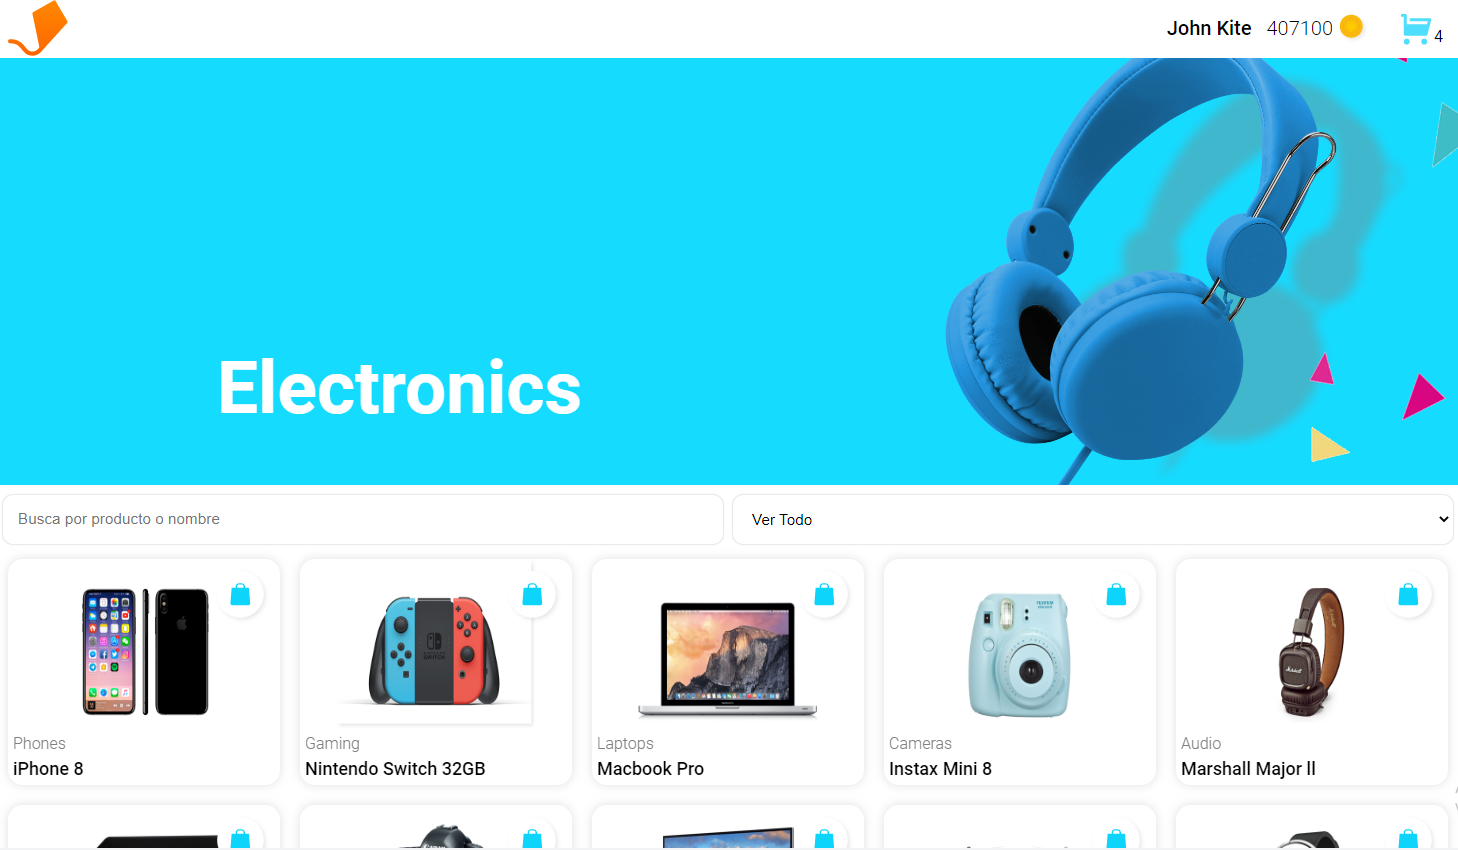 John Kite 407100 4
Electronics
Busca por producto o nombre
Ver Todo
Phones
iPhone 8
Gaming
Nintendo Switch 32GB
Laptops
Macbook Pro
Cameras
Instax Mini 8
Audio
Marshall Major ll